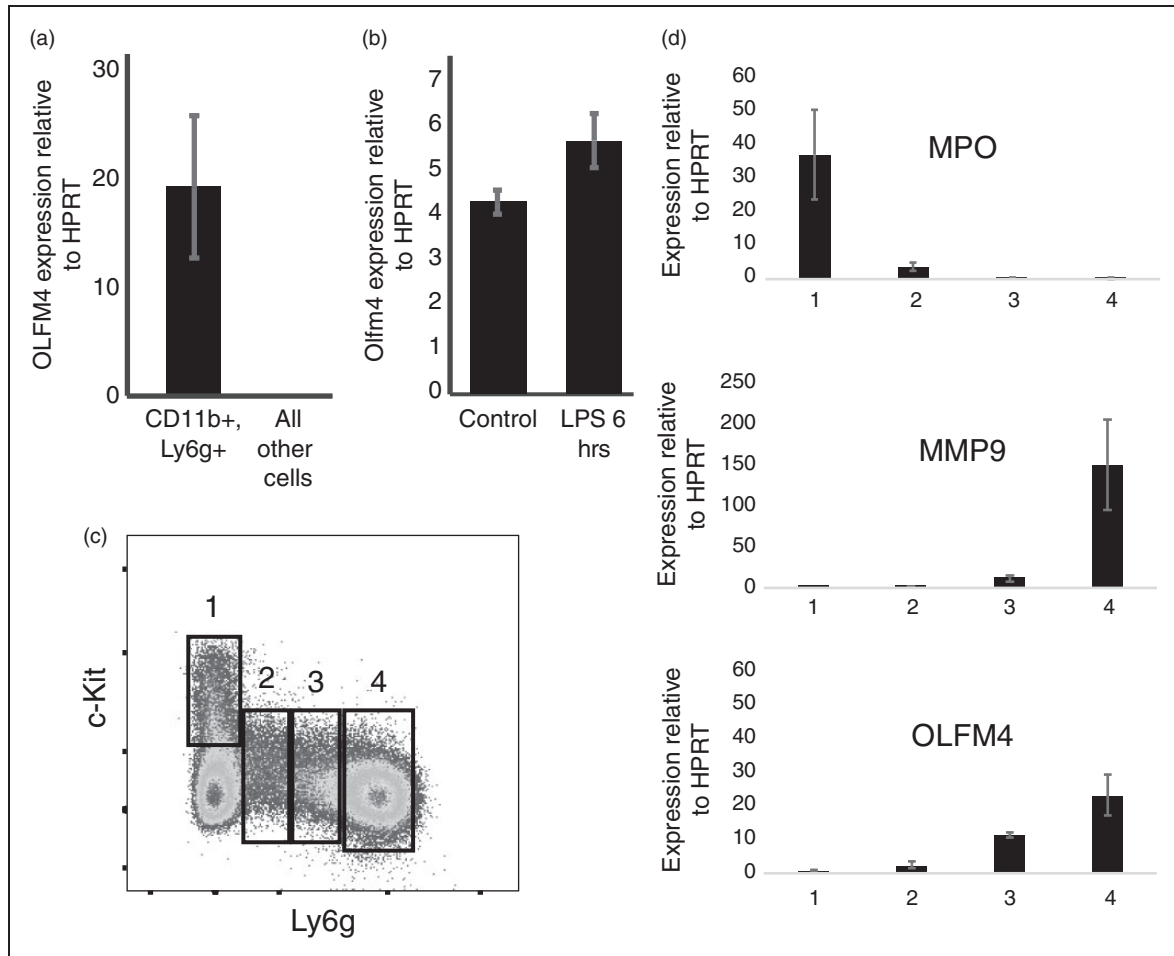 (a)
OLFM4 expression relative
to HPRT
30
20
10
0
CD11b+,
Ly6g+
All
other
cells
(b)
Olfm4 expression relative
to HPRT
7
6
5
4
3
2
1
0
Control
LPS 6
hrs
(c)
c-Kit
1
2
3
4
Ly6g
(d)
Expression relative
to HPRT
60
50
40
30
20
10
0
MPO
1
2
3
4
Expression relative
to HPRT
250
200
150
100
50
0
MMP9
1
2
3
4
Expression relative
to HPRT
60
50
40
30
20
10
0
OLFM4
1
2
3
4